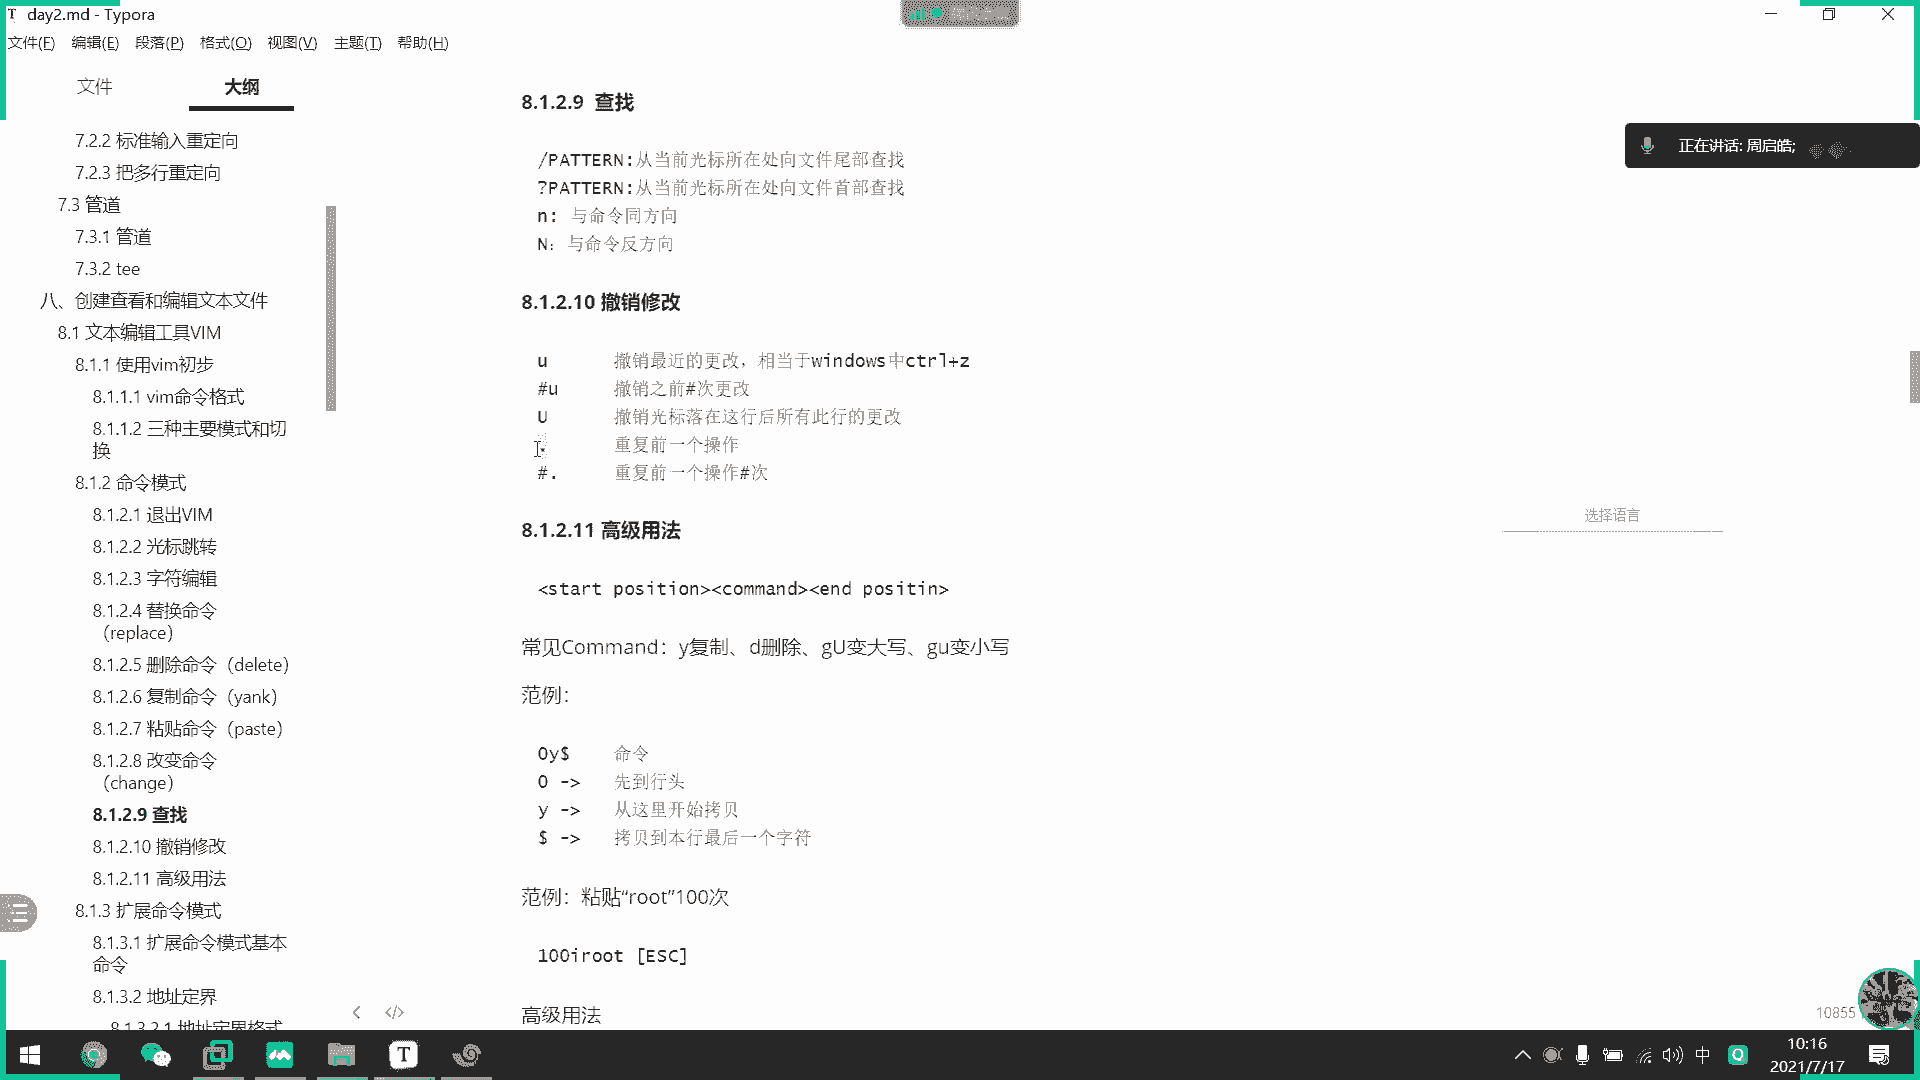 day2.md - Typora
文件(F) 编辑(E) 段落(P) 格式(O) 视图(V) 主题(T) 帮助(H)
文件 大纲
7.2.2 标准输入重定向
7.2.3 把多行重定向
7.3 管道
7.3.1 管道
7.3.2 tee
八、创建查看和编辑文本文件
8.1 文本编辑工具VIM
8.1.1 使用vim初步
8.1.1.1 vim命令格式
8.1.1.2 三种主要模式和切
换
8.1.2 命令模式
8.1.2.1 退出VIM
8.1.2.2 光标跳转
8.1.2.3 字符编辑
8.1.2.4 替换命令
（replace）
8.1.2.5 删除命令（delete）
8.1.2.6 复制命令（yank）
8.1.2.7 粘贴命令（paste）
8.1.2.8 改变命令
（change）
8.1.2.9 查找
8.1.2.10 撤销修改
8.1.2.11 高级用法
8.1.3 扩展命令模式
8.1.3.1 扩展命令模式基本
命令
8.1.3.2 地址定界
8.1.3.2.1 地址定界格式
8.1.2.9 查找
/PATTERN:从当前光标所在处向文件尾部查找
?PATTERN:从当前光标所在处向文件首部查找
n: 与命令同方向
N: 与命令反方向
8.1.2.10 撤销修改
u 撤销最近的更改，相当于windows中ctrl+z
#u 撤销之前#次更改
U 撤销光标落在这行后所有此行的更改
. 重复前一个操作
#. 重复前一个操作#次
8.1.2.11 高级用法
<start position><command><end positin>
常见Command：y复制、d删除、gU变大写、gu变小写
范例：
0y$ 命令
0 -> 先到行头
y -> 从这里开始拷贝
$ -> 拷贝到本行最后一个字符
范例：粘贴“root”100次
100iroot [ESC]
高级用法
正在讲话: 周启皓;
选择语言
10855
中
10:16
2021/7/17